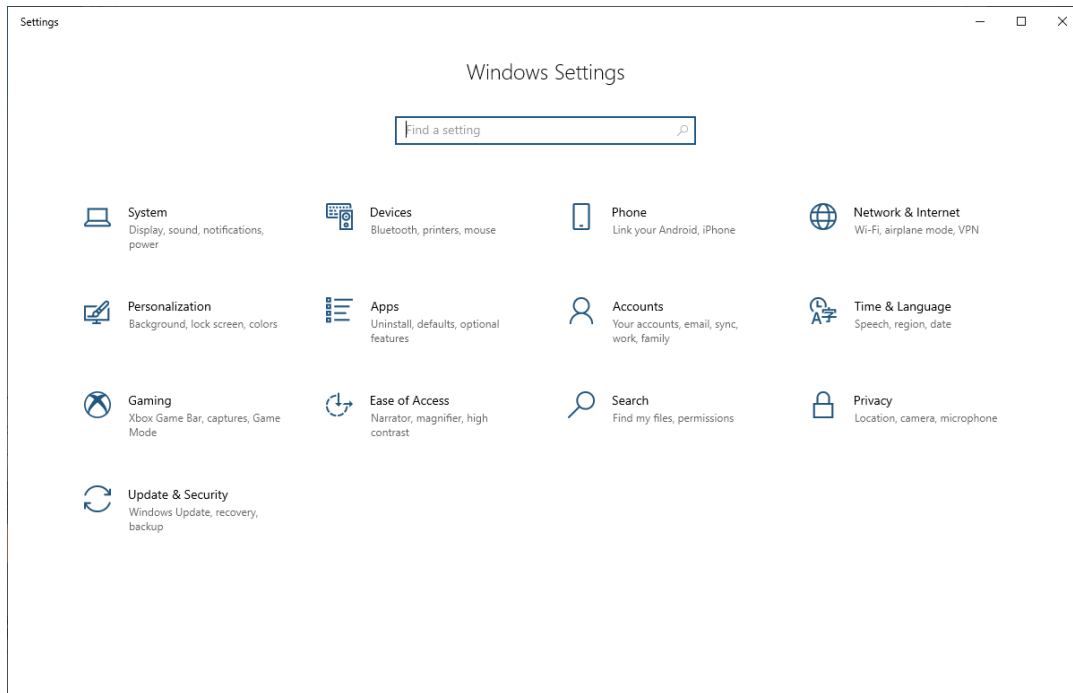 Settings
Windows Settings
Find a setting
System
Display, sound, notifications,
power
Devices
Bluetooth, printers, mouse
Phone
Link your Android, iPhone
Network & Internet
Wi-Fi, airplane mode, VPN
Personalization
Background, lock screen, colors
Apps
Uninstall, defaults, optional
features
Accounts
Your accounts, email, sync,
work, family
Time & Language
Speech, region, date
Gaming
Xbox Game Bar, captures, Game
Mode
Ease of Access
Narrator, magnifier, high
contrast
Search
Find my files, permissions
Privacy
Location, camera, microphone
Update & Security
Windows Update, recovery,
backup